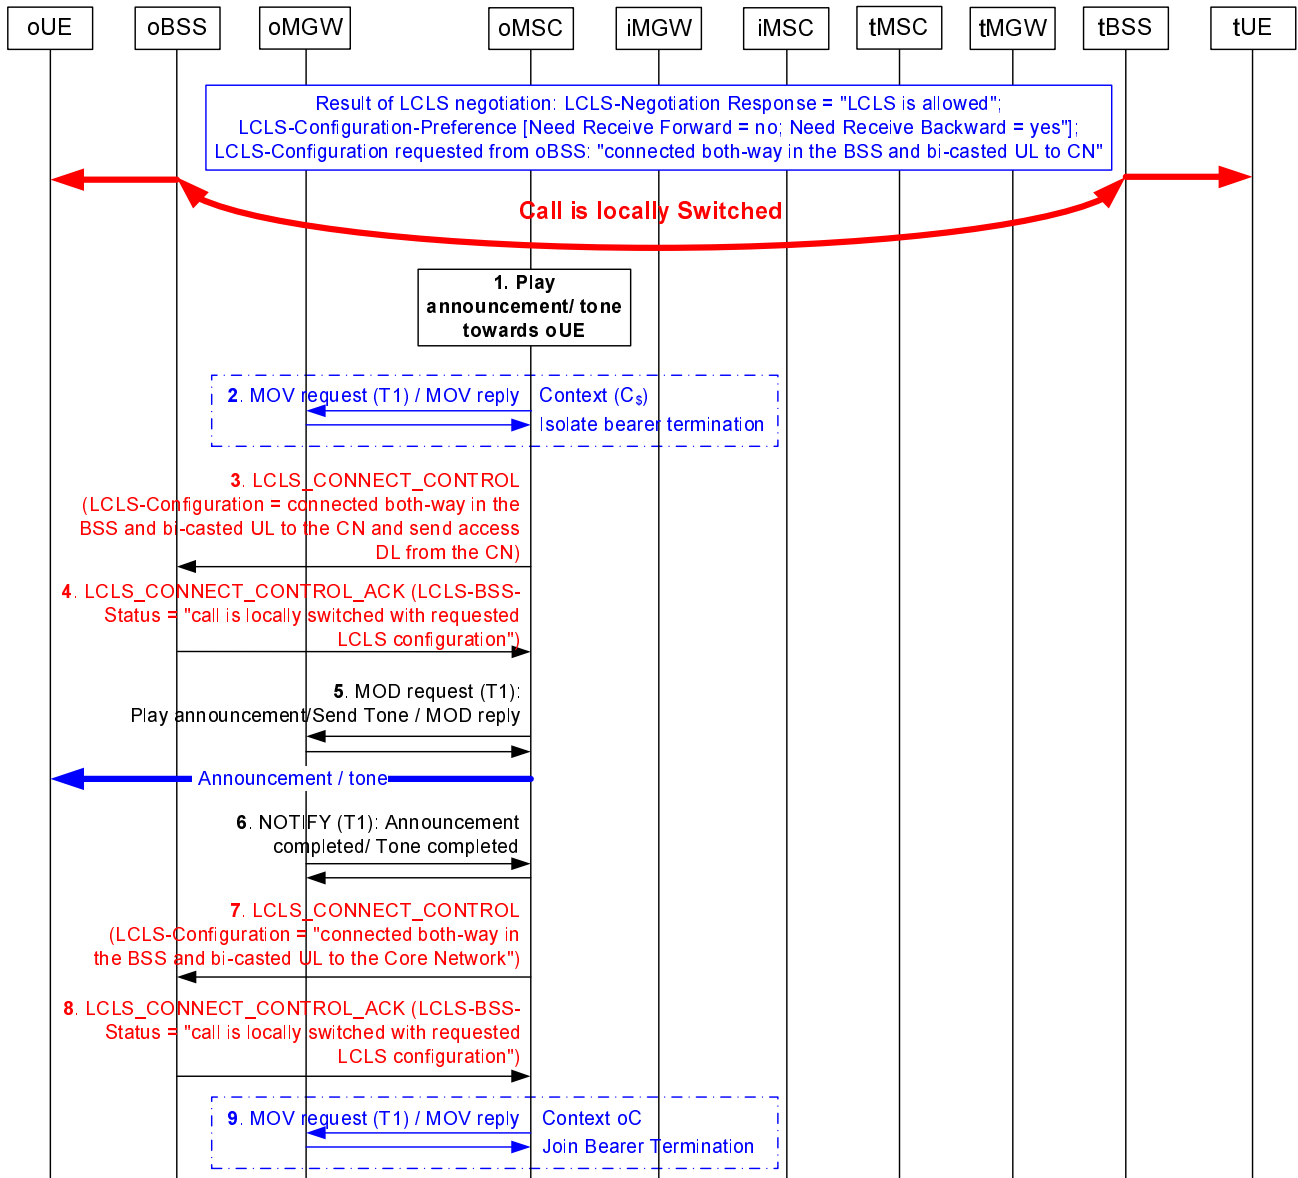 oUE oBSS oMGW oMSC iMGW iMSC tMSC tMGW tBSS tUE
Result of LCLS negotiation: LCLS-Negotiation Response = "LCLS is allowed";
LCLS-Configuration-Preference [Need Receive Forward = no; Need Receive Backward = yes"];
LCLS-Configuration requested from oBSS: "connected both-way in the BSS and bi-casted UL to CN"
Call is locally Switched
1. Play
announcement/ tone
towards oUE
2. MOV request (T1) / MOV reply Context (C$)
Isolate bearer termination
3. LCLS_CONNECT_CONTROL
(LCLS-Configuration = connected both-way in the
BSS and bi-casted UL to the CN and send access
DL from the CN)
4. LCLS_CONNECT_CONTROL_ACK (LCLS-BSS-
Status = "call is locally switched with requested
LCLS configuration")
5. MOD request (T1):
Play announcement/Send Tone / MOD reply
Announcement / tone
6. NOTIFY (T1): Announcement
completed/ Tone completed
7. LCLS_CONNECT_CONTROL
(LCLS-Configuration = "connected both-way in
the BSS and bi-casted UL to the Core Network")
8. LCLS_CONNECT_CONTROL_ACK (LCLS-BSS-
Status = "call is locally switched with requested
LCLS configuration")
9. MOV request (T1) / MOV reply Context oC
Join Bearer Termination